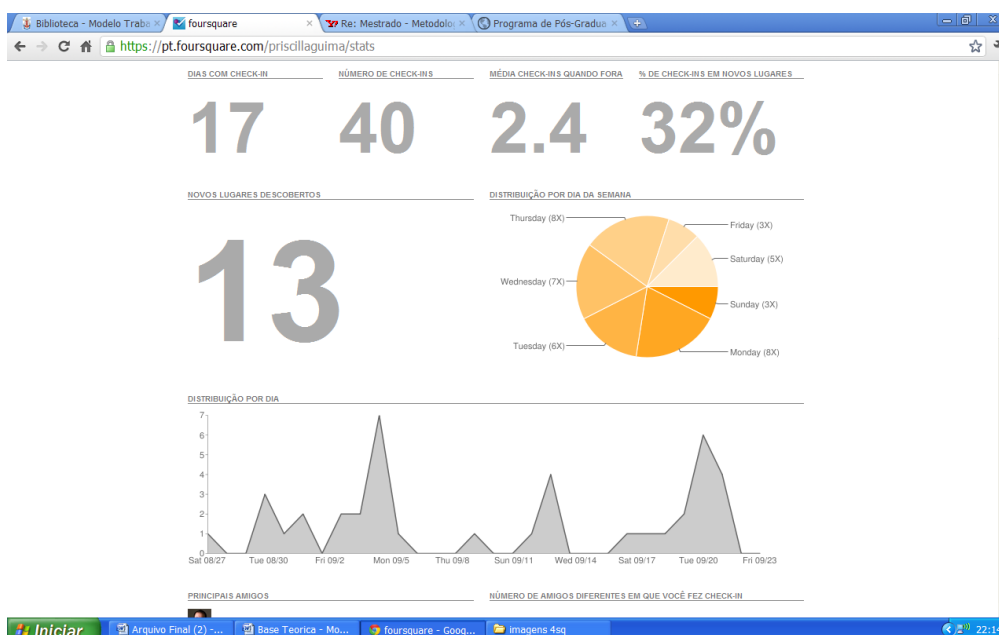 Biblioteca - Modelo Traba
foursquare
Re: Mestrado - Metodolo
Programa de Pós-Gradua
https://pt.foursquare.com/priscillaguima/stats
DIAS COM CHECK-IN
NÚMERO DE CHECK-INS
MÉDIA CHECK-INS QUANDO FORA
% DE CHECK-INS EM NOVOS LUGARES
17
40
2.4
32%
NOVOS LUGARES DESCOBERTOS
13
DISTRIBUIÇÃO POR DIA DA SEMANA
Thursday (8X)
Friday (3X)
Saturday (5X)
Wednesday (7X)
Sunday (3X)
Tuesday (6X)
Monday (8X)
DISTRIBUIÇÃO POR DIA
7
6
5
4
3
2
1
0
Sat 08/27
Tue 08/30
Fri 09/2
Mon 09/5
Thu 09/8
Sun 09/11
Wed 09/14
Sat 09/17
Tue 09/20
Fri 09/23
PRINCIPAIS AMIGOS
NÚMERO DE AMIGOS DIFERENTES EM QUE VOCÊ FEZ CHECK-IN
Iniciar
Arquivo Final (2) -...
Base Teorica - Mo...
foursquare - Goog...
imagens 4sq
22:14